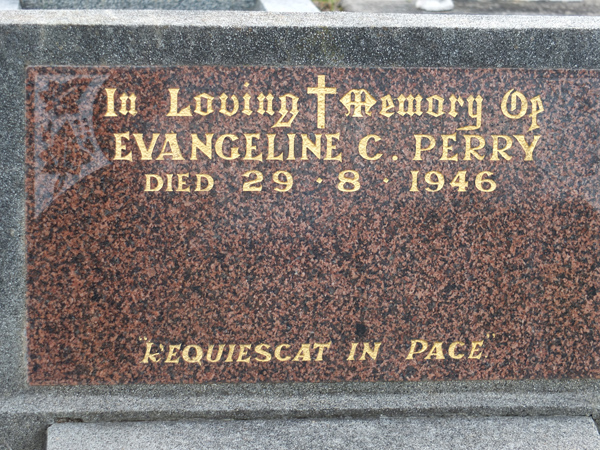 In Loving ✝ Memory Of
EVANGELINE C. PERRY
DIED 29·8·1946
"REQUIESCAT IN PACE"